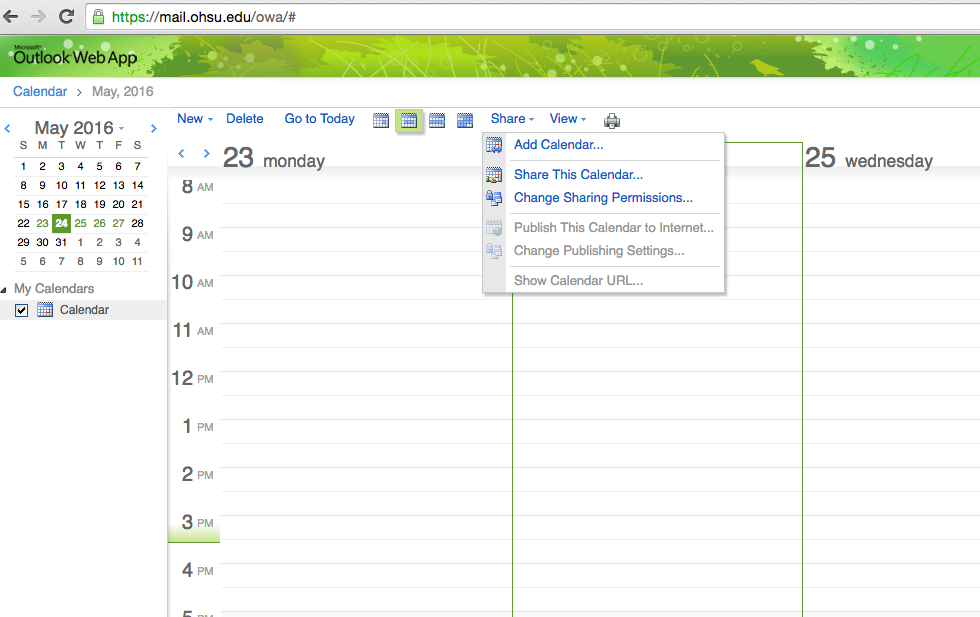 https://mail.ohsu.edu/owa/#
Microsoft®
Outlook Web App
Calendar > May, 2016
New Delete Go to Today Share View
May 2016
S M T W T F S
1 2 3 4 5 6 7
8 9 10 11 12 13 14
15 16 17 18 19 20 21
22 23 24 25 26 27 28
29 30 31 1 2 3 4
5 6 7 8 9 10 11
My Calendars
Calendar
Add Calendar...
Share This Calendar...
Change Sharing Permissions...
Publish This Calendar to Internet...
Change Publishing Settings...
Show Calendar URL...
23 monday
25 wednesday
8 AM
9 AM
10 AM
11 AM
12 PM
1 PM
2 PM
3 PM
4 PM
5 PM